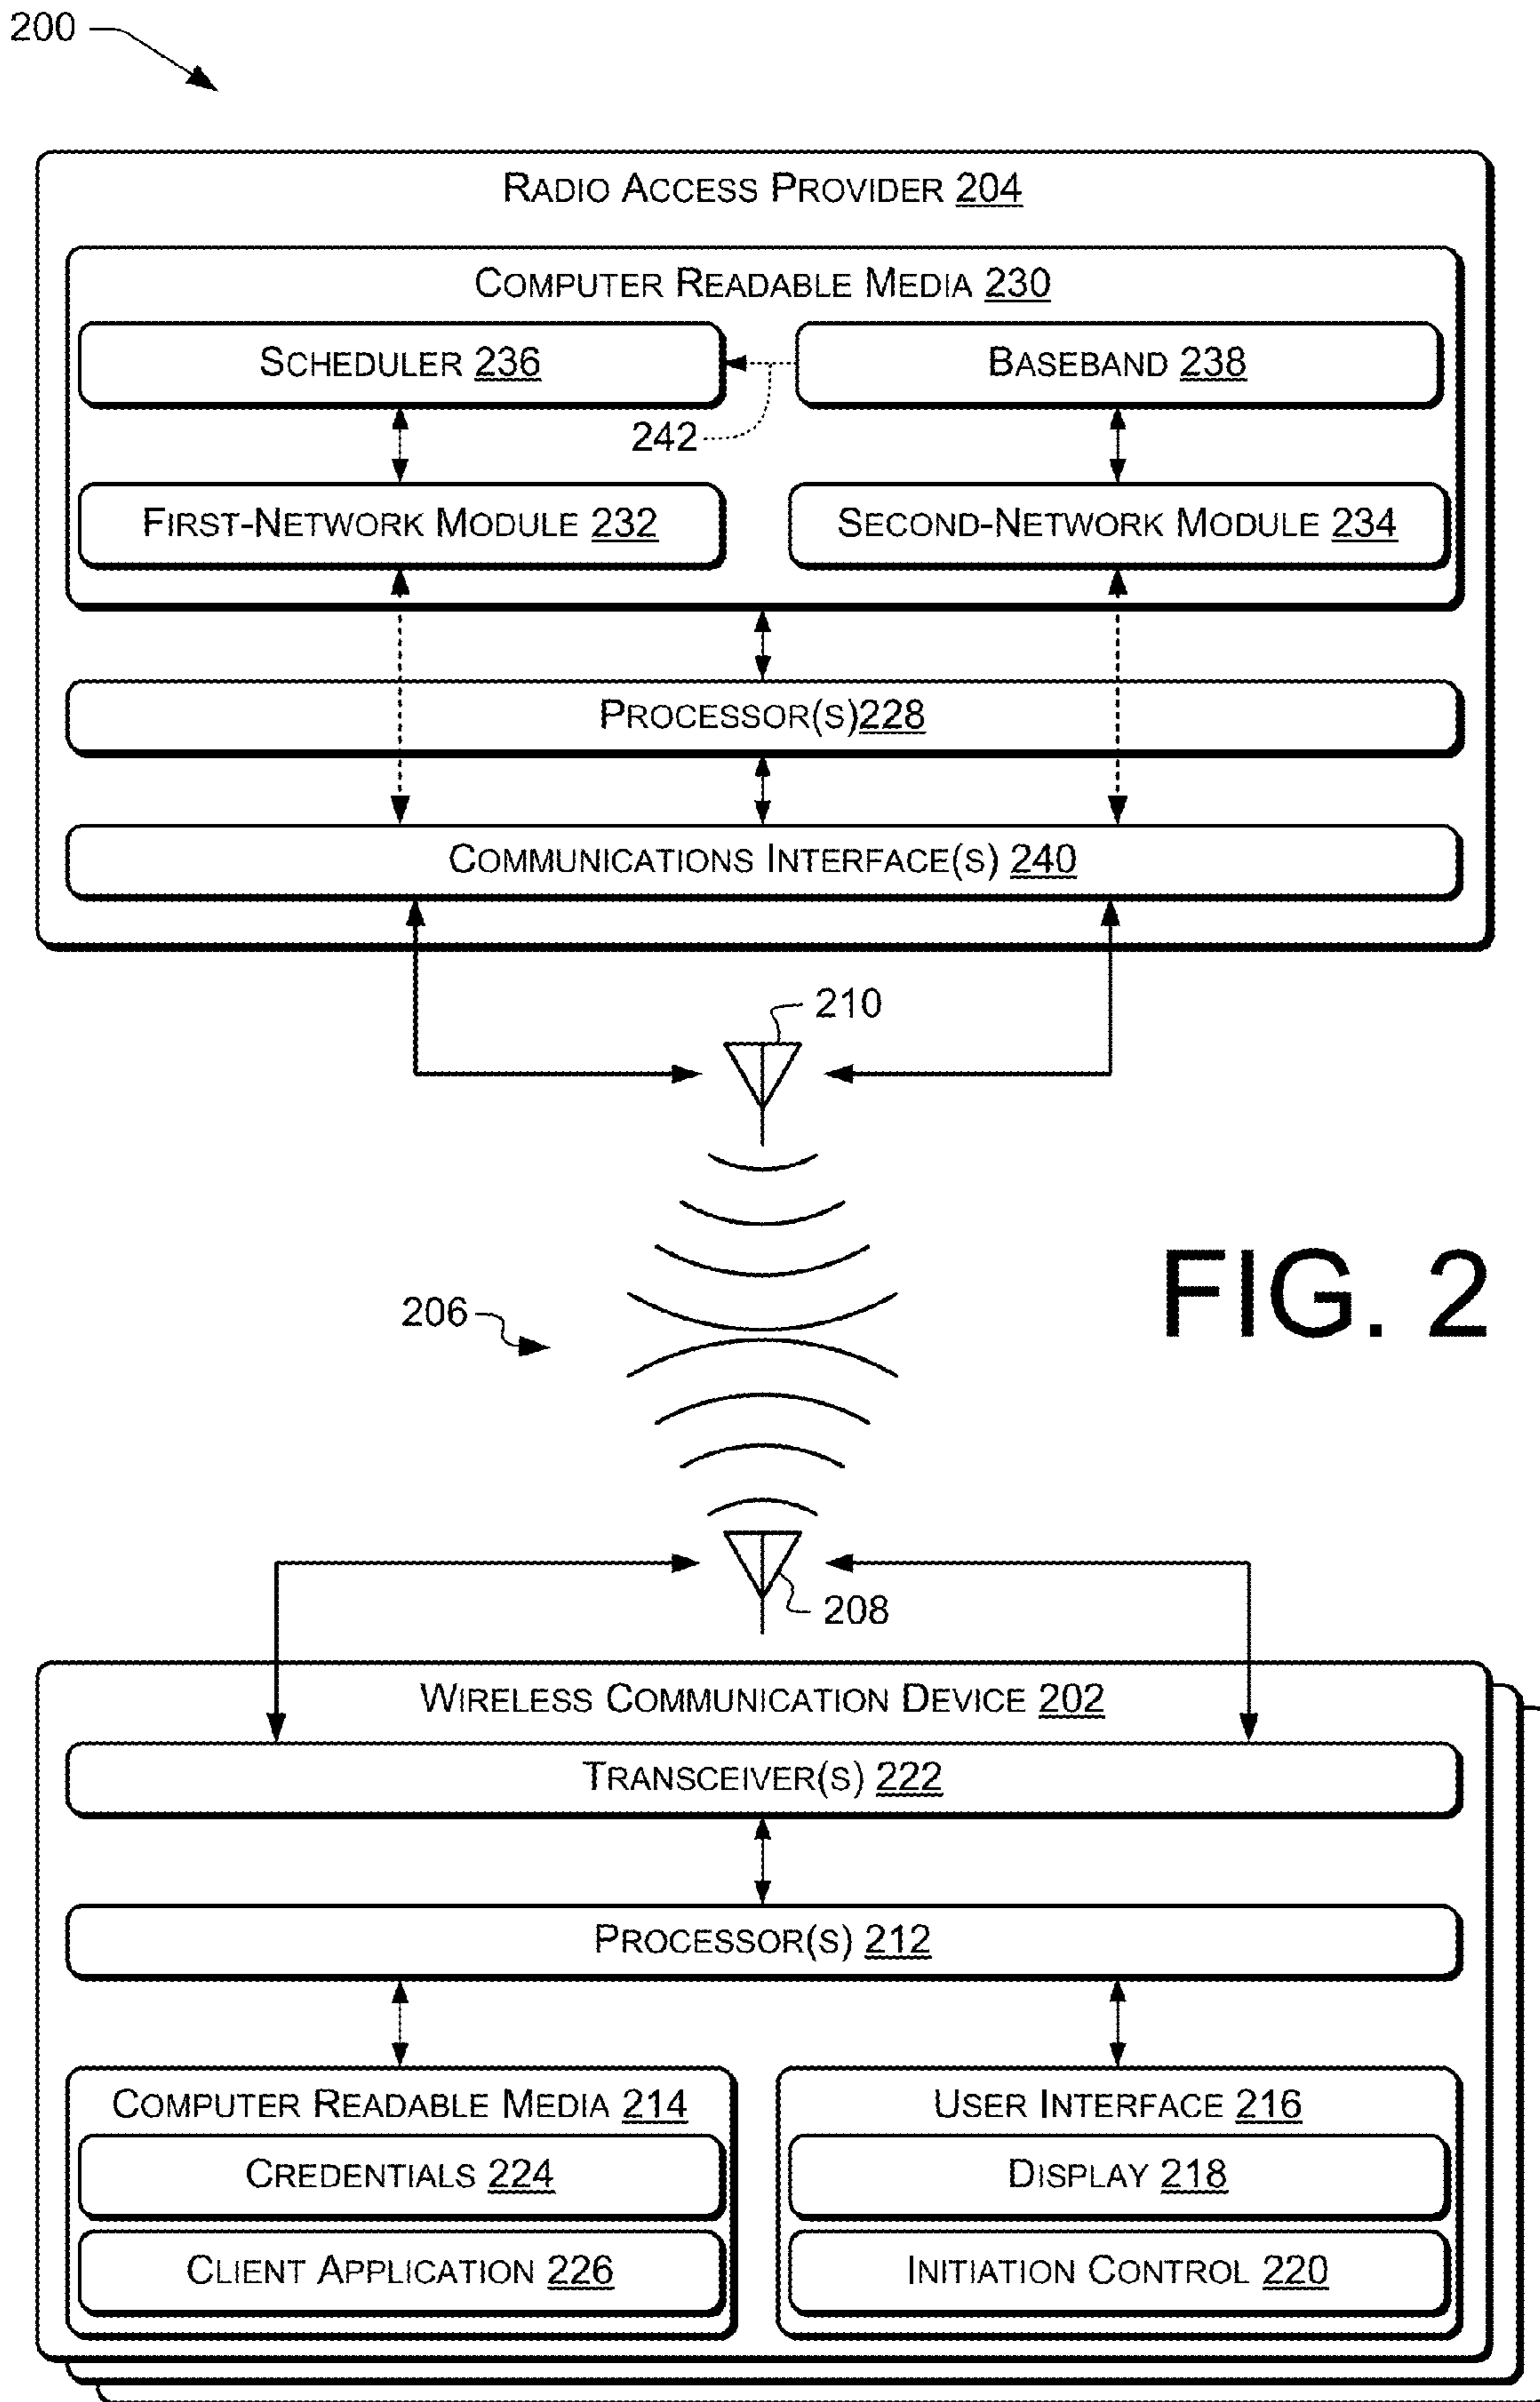 200
RADIO ACCESS PROVIDER 204
COMPUTER READABLE MEDIA 230
SCHEDULER 236
BASEBAND 238
242
FIRST-NETWORK MODULE 232
SECOND-NETWORK MODULE 234
PROCESSOR(S)228
COMMUNICATIONS INTERFACE(S) 240
210
206
FIG. 2
208
WIRELESS COMMUNICATION DEVICE 202
TRANSCEIVER(S) 222
PROCESSOR(S) 212
COMPUTER READABLE MEDIA 214
CREDENTIALS 224
CLIENT APPLICATION 226
USER INTERFACE 216
DISPLAY 218
INITIATION CONTROL 220